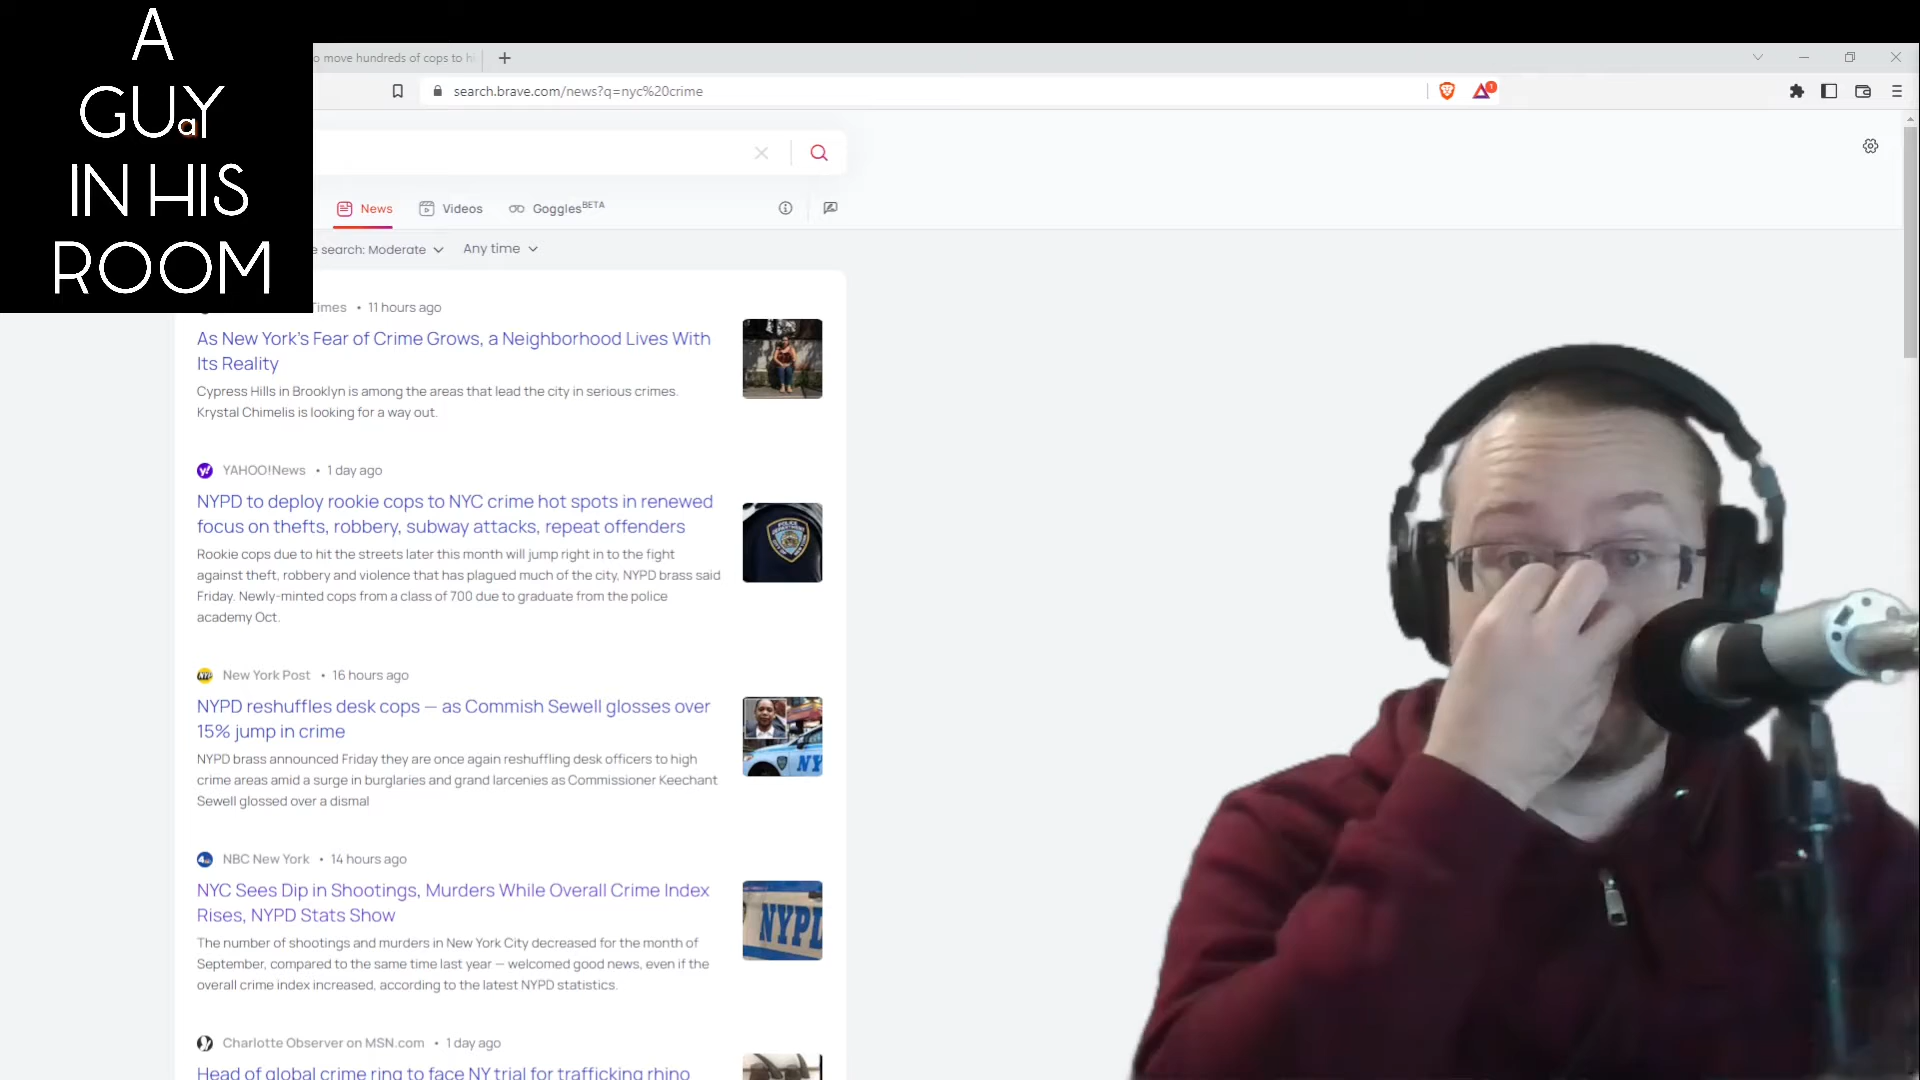 A
GUaY
IN HIS
ROOM
o move hundreds of cops to hi
search.brave.com/news?q=nyc%20crime
News
Videos
Goggles BETA
e search: Moderate
Any time
Times • 11 hours ago
As New York's Fear of Crime Grows, a Neighborhood Lives With
Its Reality
Cypress Hills in Brooklyn is among the areas that lead the city in serious crimes.
Krystal Chimelis is looking for a way out.
YAHOO!News • 1 day ago
NYPD to deploy rookie cops to NYC crime hot spots in renewed
focus on thefts, robbery, subway attacks, repeat offenders
Rookie cops due to hit the streets later this month will jump right in to the fight
against theft, robbery and violence that has plagued much of the city, NYPD brass said
Friday. Newly-minted cops from a class of 700 due to graduate from the police
academy Oct.
New York Post • 16 hours ago
NYPD reshuffles desk cops — as Commish Sewell glosses over
15% jump in crime
NYPD brass announced Friday they are once again reshuffling desk officers to high
crime areas amid a surge in burglaries and grand larcenies as Commissioner Keechant
Sewell glossed over a dismal
NBC New York • 14 hours ago
NYC Sees Dip in Shootings, Murders While Overall Crime Index
Rises, NYPD Stats Show
The number of shootings and murders in New York City decreased for the month of
September, compared to the same time last year — welcomed good news, even if the
overall crime index increased, according to the latest NYPD statistics.
NYPD
Charlotte Observer on MSN.com • 1 day ago
Head of global crime ring to face NY trial for trafficking rhino